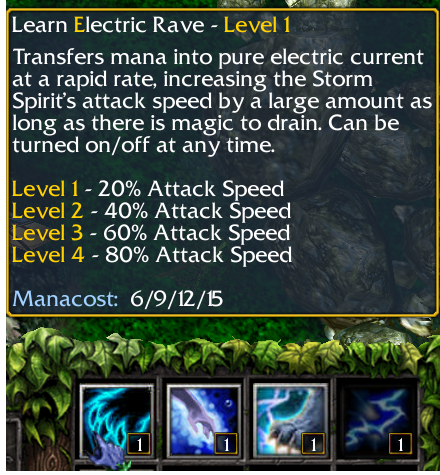 Learn Electric Rave - Level 1
Transfers mana into pure electric current
at a rapid rate, increasing the Storm
Spirit's attack speed by a large amount as
long as there is magic to drain. Can be
turned on/off at any time.
Level 1 - 20% Attack Speed
Level 2 - 40% Attack Speed
Level 3 - 60% Attack Speed
Level 4 - 80% Attack Speed
Manacost: 6/9/12/15
1 1 1 1